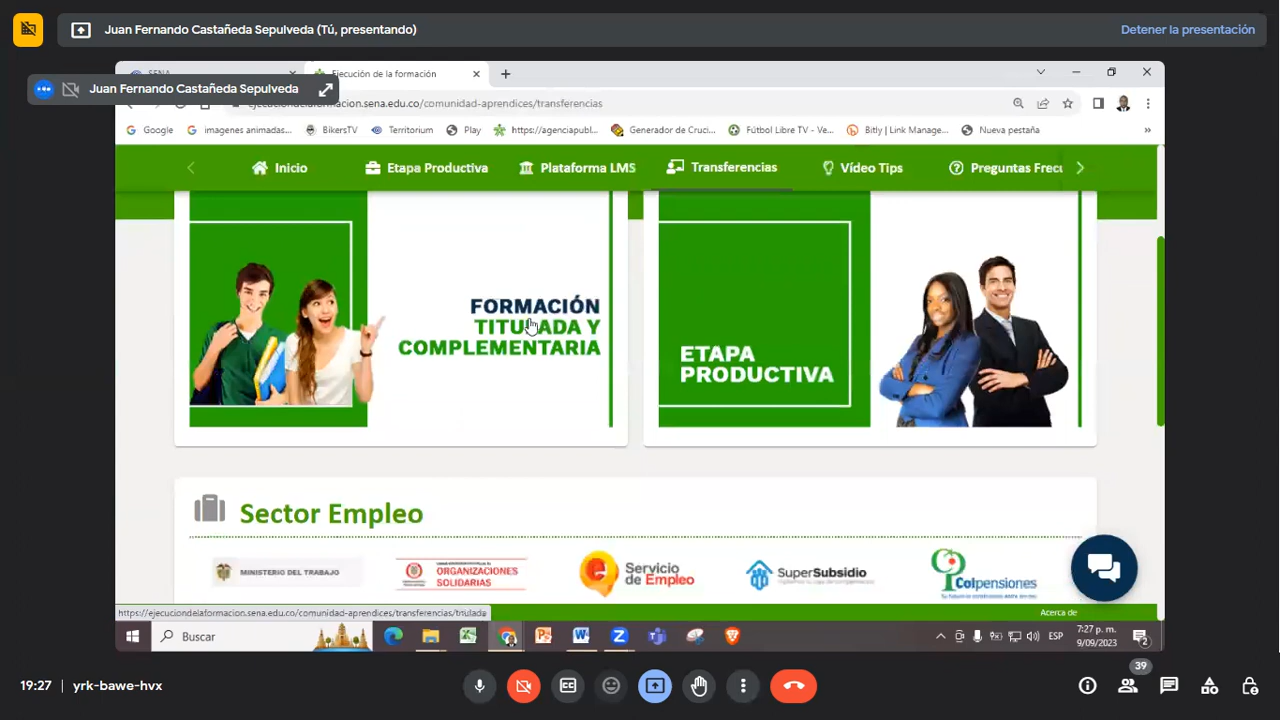 Juan Fernando Castañeda Sepulveda (Tú, presentando)
Detener la presentación
SENA
Ejecución de la formación
Juan Fernando Castañeda Sepulveda
ejecuciondelaformacion.sena.edu.co/comunidad-aprendices/transferencias
Google
imagenes animadas...
BikersTV
Territorium
Play
https://agenciapubl...
Generador de Cruci...
Fútbol Libre TV - Ve...
Bitly | Link Manage...
Nueva pestaña
»
Inicio
Etapa Productiva
Plataforma LMS
Transferencias
Vídeo Tips
Preguntas Frecu
FORMACIÓN
TITULADA Y
COMPLEMENTARIA
ETAPA
PRODUCTIVA
Sector Empleo
MINISTERIO DEL TRABAJO
ORGANIZACIONES
SOLIDARIAS
Servicio
de Empleo
SuperSubsidio
Colpensiones
https://ejecuciondelaformacion.sena.edu.co/comunidad-aprendices/transferencias/titulada
Acerca de
Buscar
ESP
7:27 p. m.
9/09/2023
2
19:27 | yrk-bawe-hvx
39